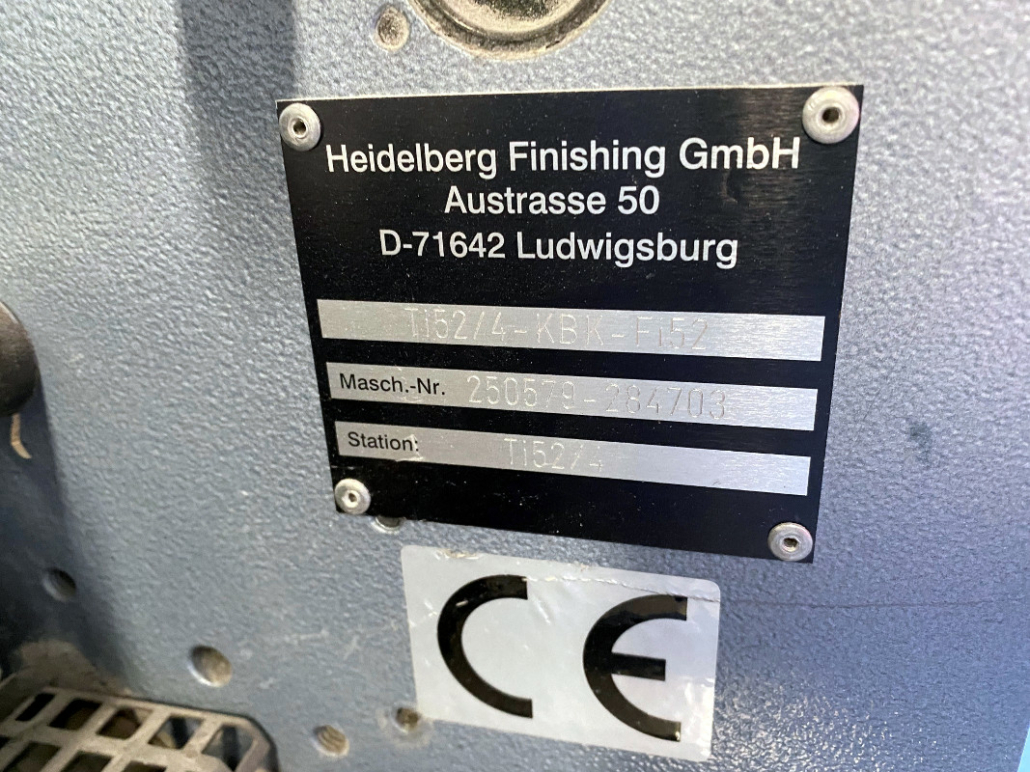 Heidelberg Finishing GmbH
Austrasse 50
D-71642 Ludwigsburg
Ti52/4-KBK-Fi52
Masch.-Nr. 250579-284703
Station: Ti52/4
CE